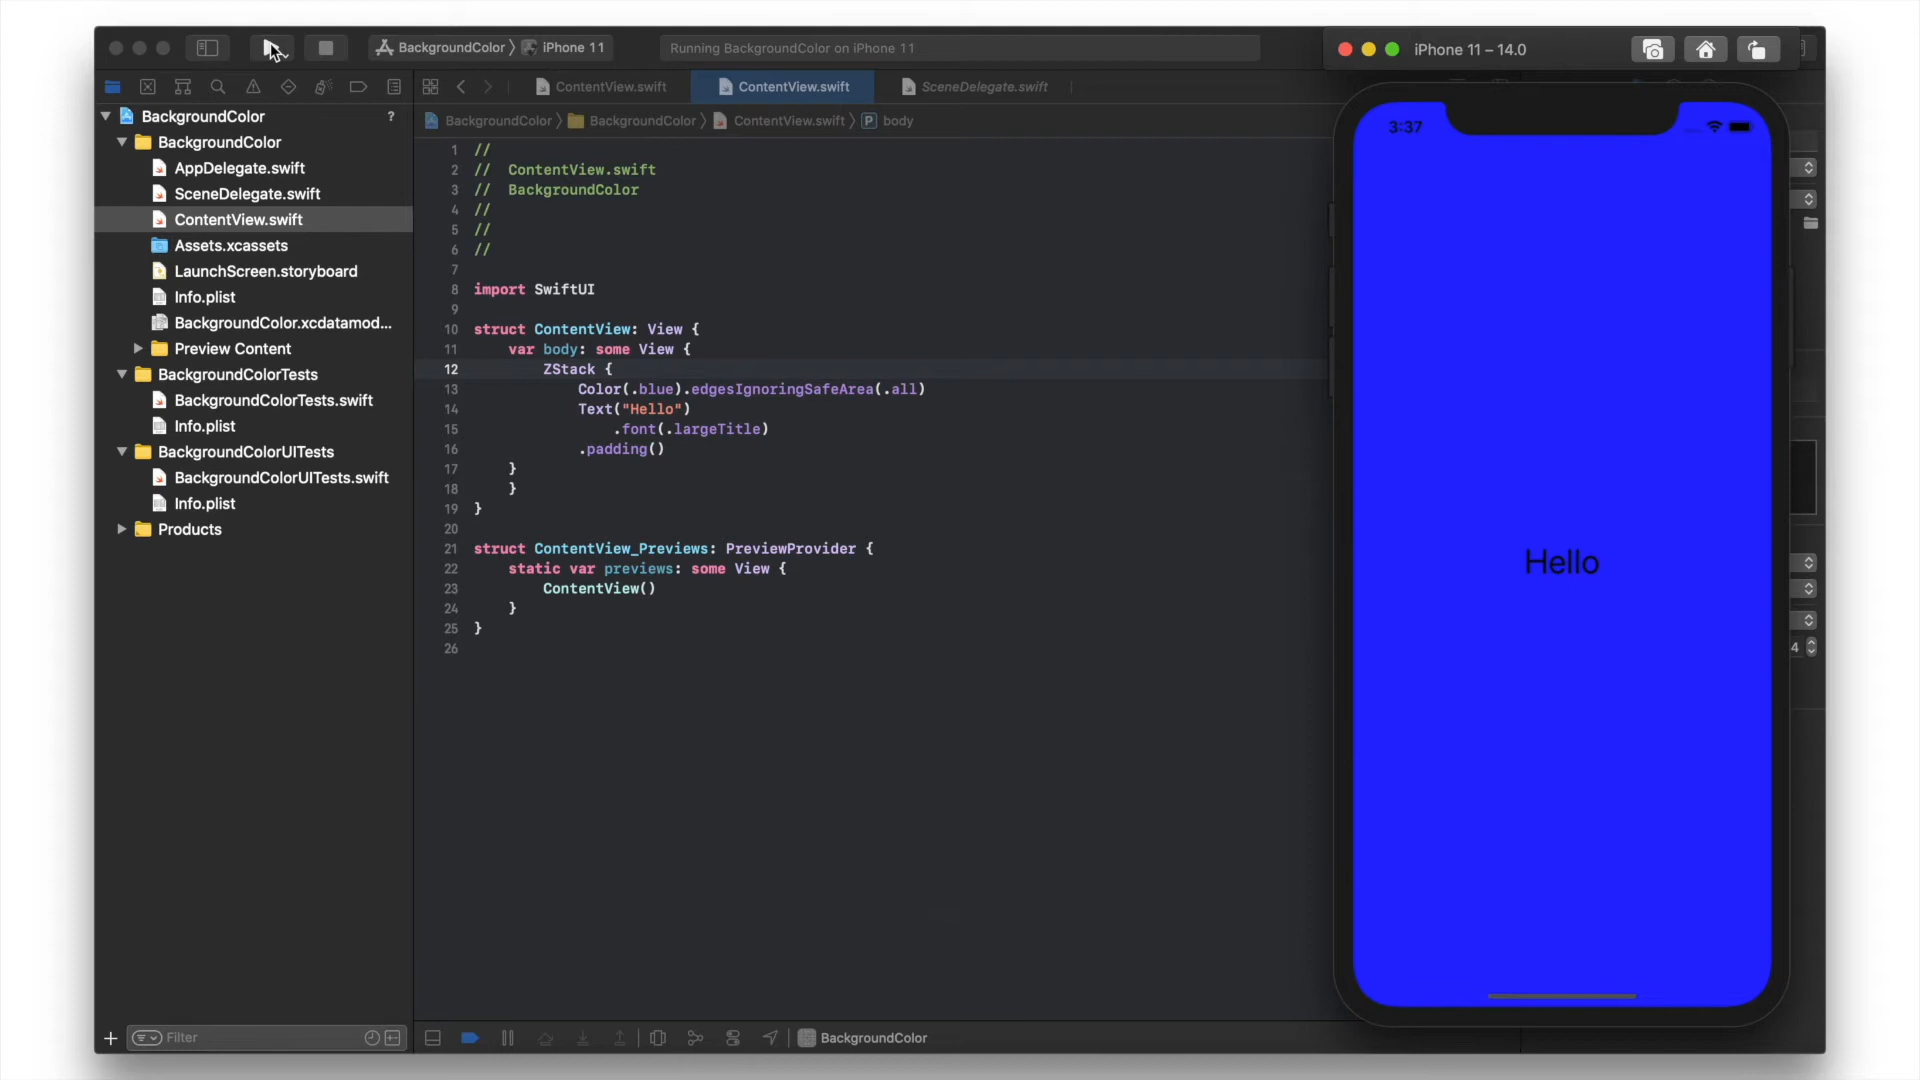 BackgroundColor 〉 iPhone 11
Running BackgroundColor on iPhone 11
iPhone 11 – 14.0
ContentView.swift
ContentView.swift
SceneDelegate.swift
BackgroundColor ?
BackgroundColor
AppDelegate.swift
SceneDelegate.swift
ContentView.swift
Assets.xcassets
LaunchScreen.storyboard
Info.plist
BackgroundColor.xcdatamod...
Preview Content
BackgroundColorTests
BackgroundColorTests.swift
Info.plist
BackgroundColorUITests
BackgroundColorUITests.swift
Info.plist
Products
Filter
BackgroundColor 〉 BackgroundColor 〉 ContentView.swift 〉 P body
1 //
2 //  ContentView.swift
3 //  BackgroundColor
4 //
5 //
6 //
7
8 import SwiftUI
9
10 struct ContentView: View {
11     var body: some View {
12         ZStack {
13             Color(.blue).edgesIgnoringSafeArea(.all)
14             Text("Hello")
15                 .font(.largeTitle)
16             .padding()
17     }
18     }
19 }
20
21 struct ContentView_Previews: PreviewProvider {
22     static var previews: some View {
23         ContentView()
24     }
25 }
26
BackgroundColor
3:37
Hello
4